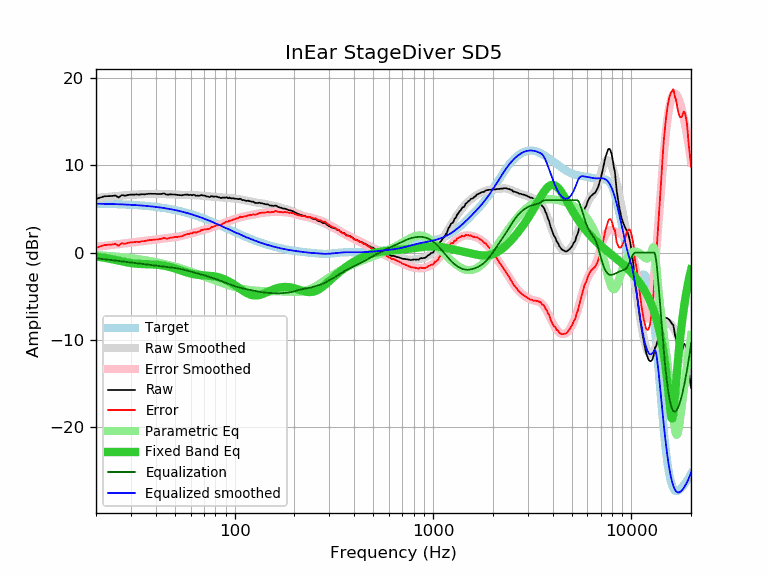 InEar StageDiver SD5
20
10
0
−10
−20
Amplitude (dBr)
Target
Raw Smoothed
Error Smoothed
Raw
Error
Parametric Eq
Fixed Band Eq
Equalization
Equalized smoothed
100
1000
10000
Frequency (Hz)